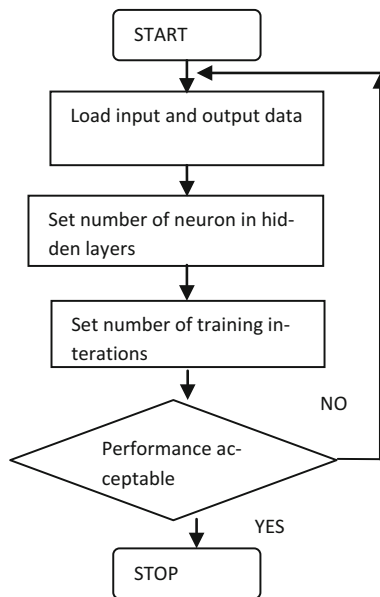 START
Load input and output data
Set number of neuron in hid-
den layers
Set number of training in-
terations
NO
Performance ac-
ceptable
YES
STOP